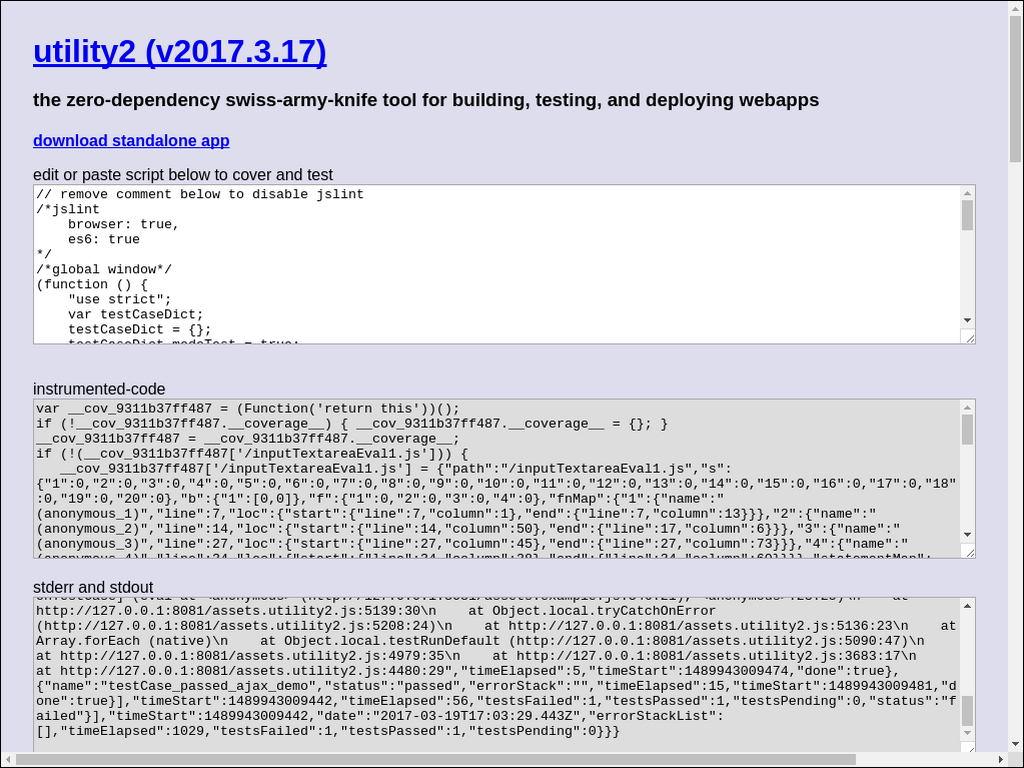 utility2 (v2017.3.17)
the zero-dependency swiss-army-knife tool for building, testing, and deploying webapps
download standalone app
edit or paste script below to cover and test
// remove comment below to disable jslint
/*jslint
    browser: true,
    es6: true
*/
/*global window*/
(function () {
    "use strict";
    var testCaseDict;
    testCaseDict = {};
    testCaseDict.modeTest = true;
instrumented-code
var __cov_9311b37ff487 = (Function('return this'))();
if (!__cov_9311b37ff487.__coverage__) { __cov_9311b37ff487.__coverage__ = {}; }
__cov_9311b37ff487 = __cov_9311b37ff487.__coverage__;
if (!(__cov_9311b37ff487['/inputTextareaEval1.js'])) {
   __cov_9311b37ff487['/inputTextareaEval1.js'] = {"path":"/inputTextareaEval1.js","s":
{"1":0,"2":0,"3":0,"4":0,"5":0,"6":0,"7":0,"8":0,"9":0,"10":0,"11":0,"12":0,"13":0,"14":0,"15":0,"16":0,"17":0,"18"
:0,"19":0,"20":0},"b":{"1":[0,0]},"f":{"1":0,"2":0,"3":0,"4":0},"fnMap":{"1":{"name":"
(anonymous_1)","line":7,"loc":{"start":{"line":7,"column":1},"end":{"line":7,"column":13}}},"2":{"name":"
(anonymous_2)","line":14,"loc":{"start":{"line":14,"column":50},"end":{"line":17,"column":6}}},"3":{"name":"
(anonymous_3)","line":27,"loc":{"start":{"line":27,"column":45},"end":{"line":27,"column":73}}},"4":{"name":"
stderr and stdout
http://127.0.0.1:8081/assets.utility2.js:5139:30\n    at Object.local.tryCatchOnError
(http://127.0.0.1:8081/assets.utility2.js:5208:24)\n    at http://127.0.0.1:8081/assets.utility2.js:5136:23\n    at
Array.forEach (native)\n    at Object.local.testRunDefault (http://127.0.0.1:8081/assets.utility2.js:5090:47)\n
at http://127.0.0.1:8081/assets.utility2.js:4979:35\n    at http://127.0.0.1:8081/assets.utility2.js:3683:17\n
at http://127.0.0.1:8081/assets.utility2.js:4480:29","timeElapsed":5,"timeStart":1489943009474,"done":true},
{"name":"testCase_passed_ajax_demo","status":"passed","errorStack":"","timeElapsed":15,"timeStart":1489943009481,"d
one":true}],"timeStart":1489943009442,"timeElapsed":56,"testsFailed":1,"testsPassed":1,"testsPending":0,"status":"f
ailed"}],"timeStart":1489943009442,"date":"2017-03-19T17:03:29.443Z","errorStackList":
[],"timeElapsed":1029,"testsFailed":1,"testsPassed":1,"testsPending":0}}}